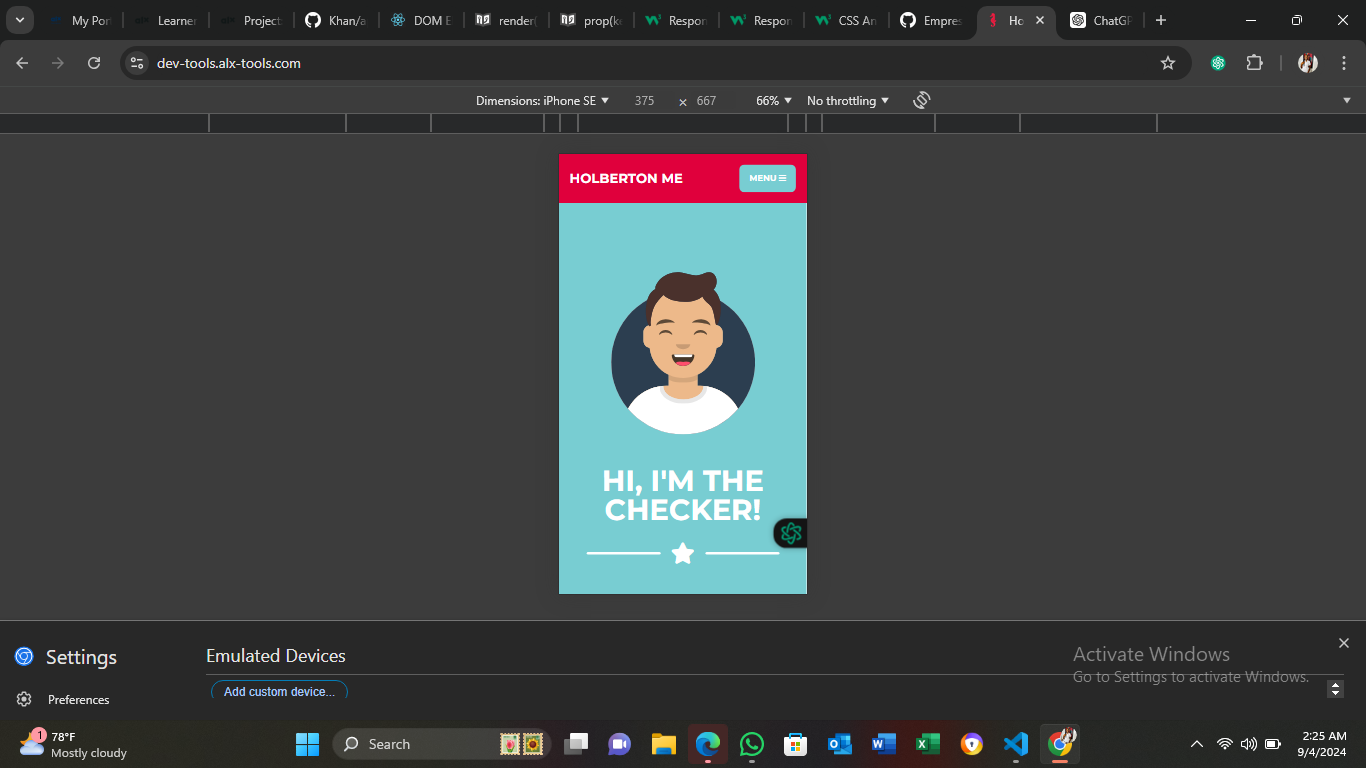 My Por
Learner
Project:
Khan/a
DOM E
render(
prop(ke
Respon
Respon
CSS An
Empres
Ho
ChatGP
dev-tools.alx-tools.com
Dimensions: iPhone SE 375 × 667 66% No throttling
HOLBERTON ME
MENU
HI, I'M THE
CHECKER!
Settings
Preferences
Emulated Devices
Add custom device...
Activate Windows
Go to Settings to activate Windows.
1
78°F
Mostly cloudy
Search
2:25 AM
9/4/2024